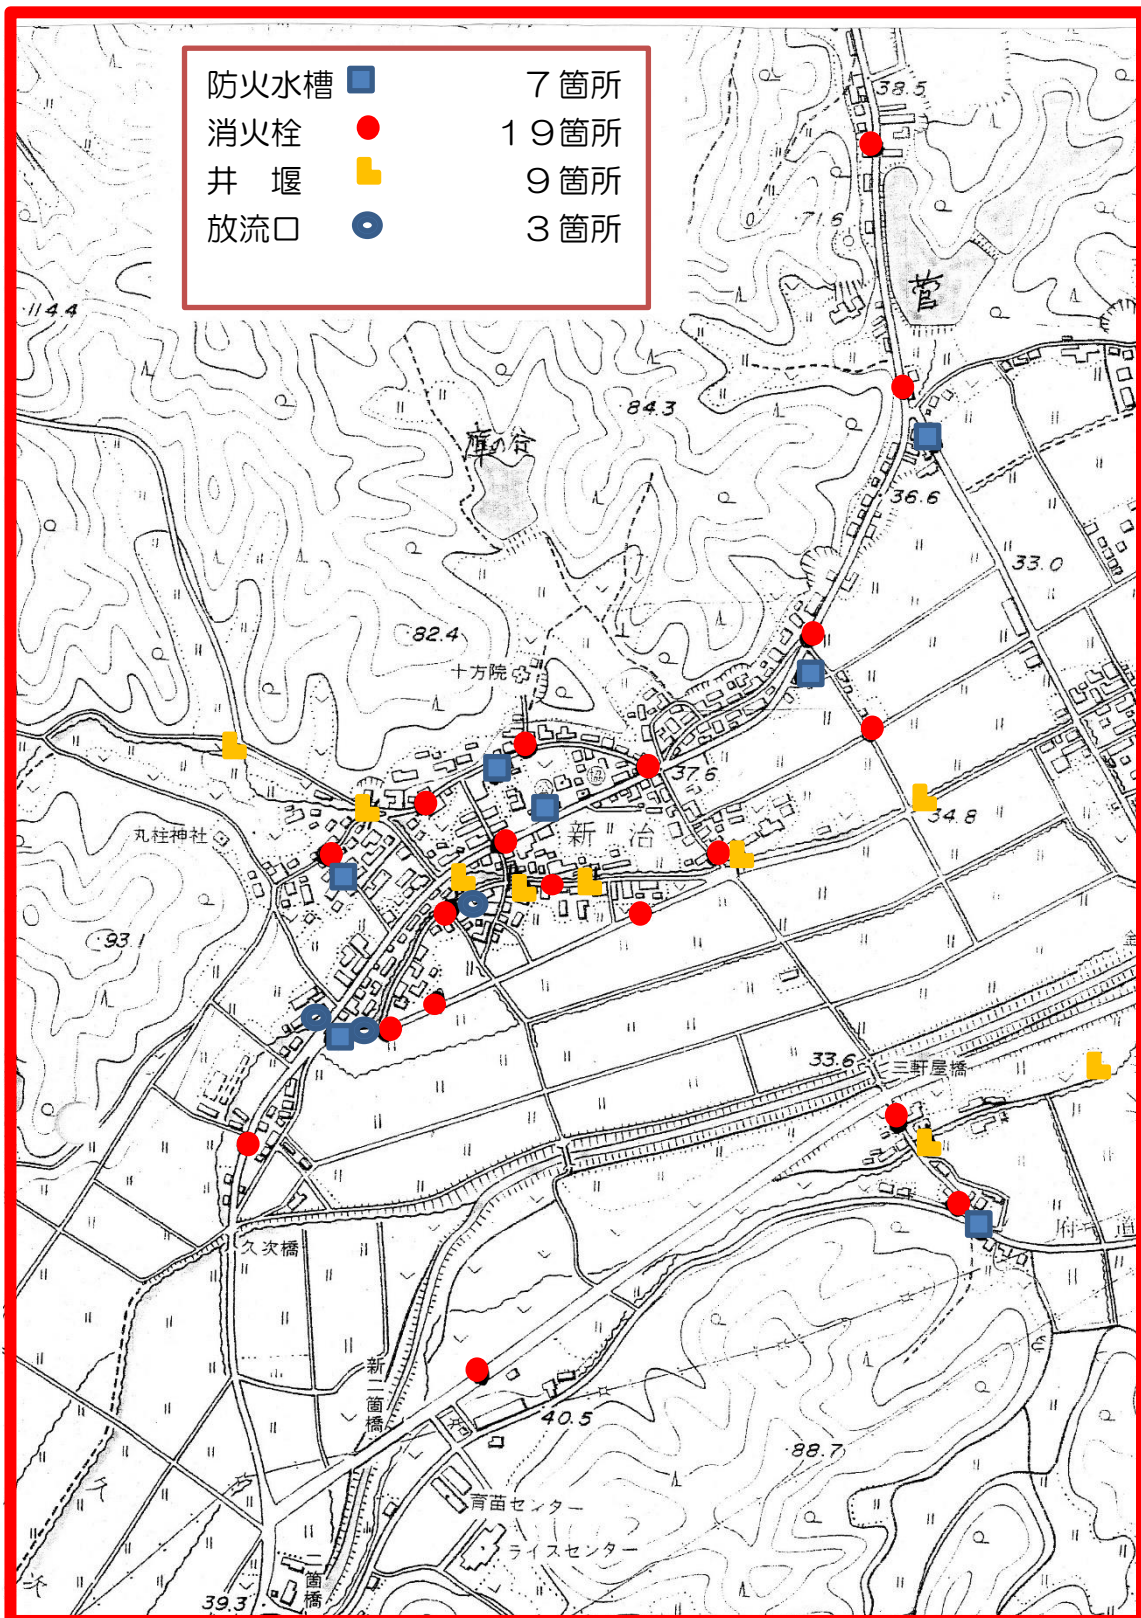 防火水槽 7箇所
消火栓 19箇所
井 堰 9箇所
放流口 3箇所
38.5
71.6
菅
114.4
84.3
36.6
33.0
82.4
十方院
37.6
34.8
丸柱神社
新治
93.1
33.6
三軒屋橋
久次橋
府道
新二箇橋
40.5
88.7
育苗センター
ライスセンター
二箇橋
39.3